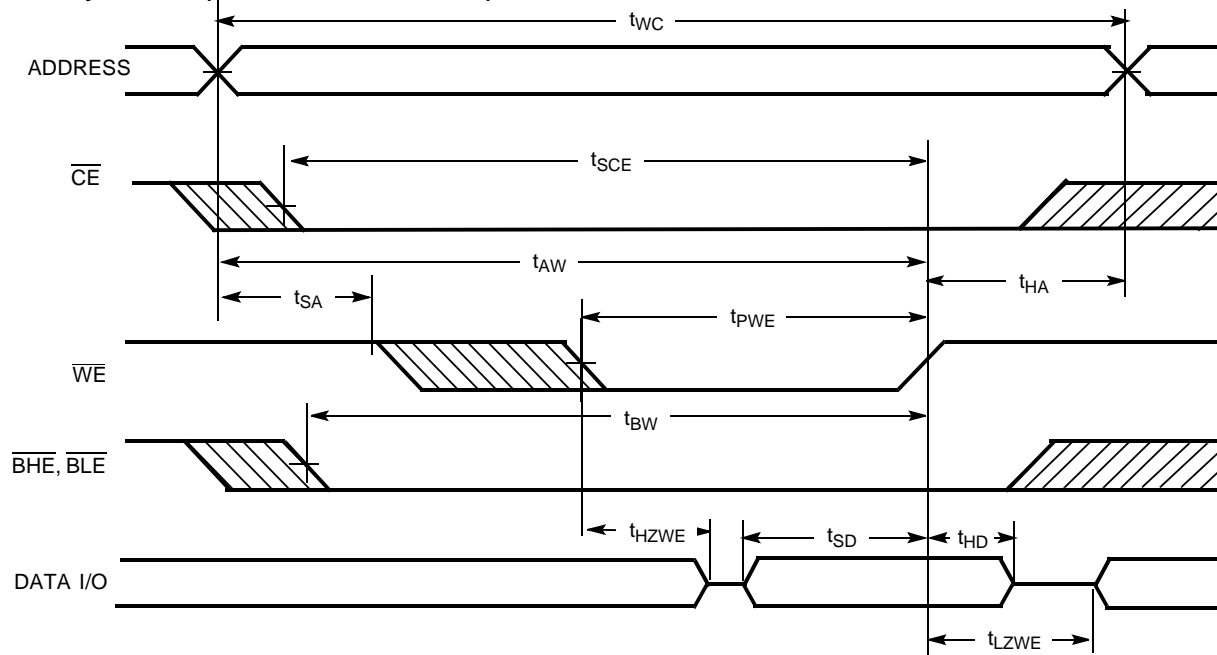 tWC
ADDRESS
tSCE
CE
tAW
tHA
tSA
tPWE
WE
tBW
BHE, BLE
tHZWE
tSD
tHD
DATA I/O
tLZWE